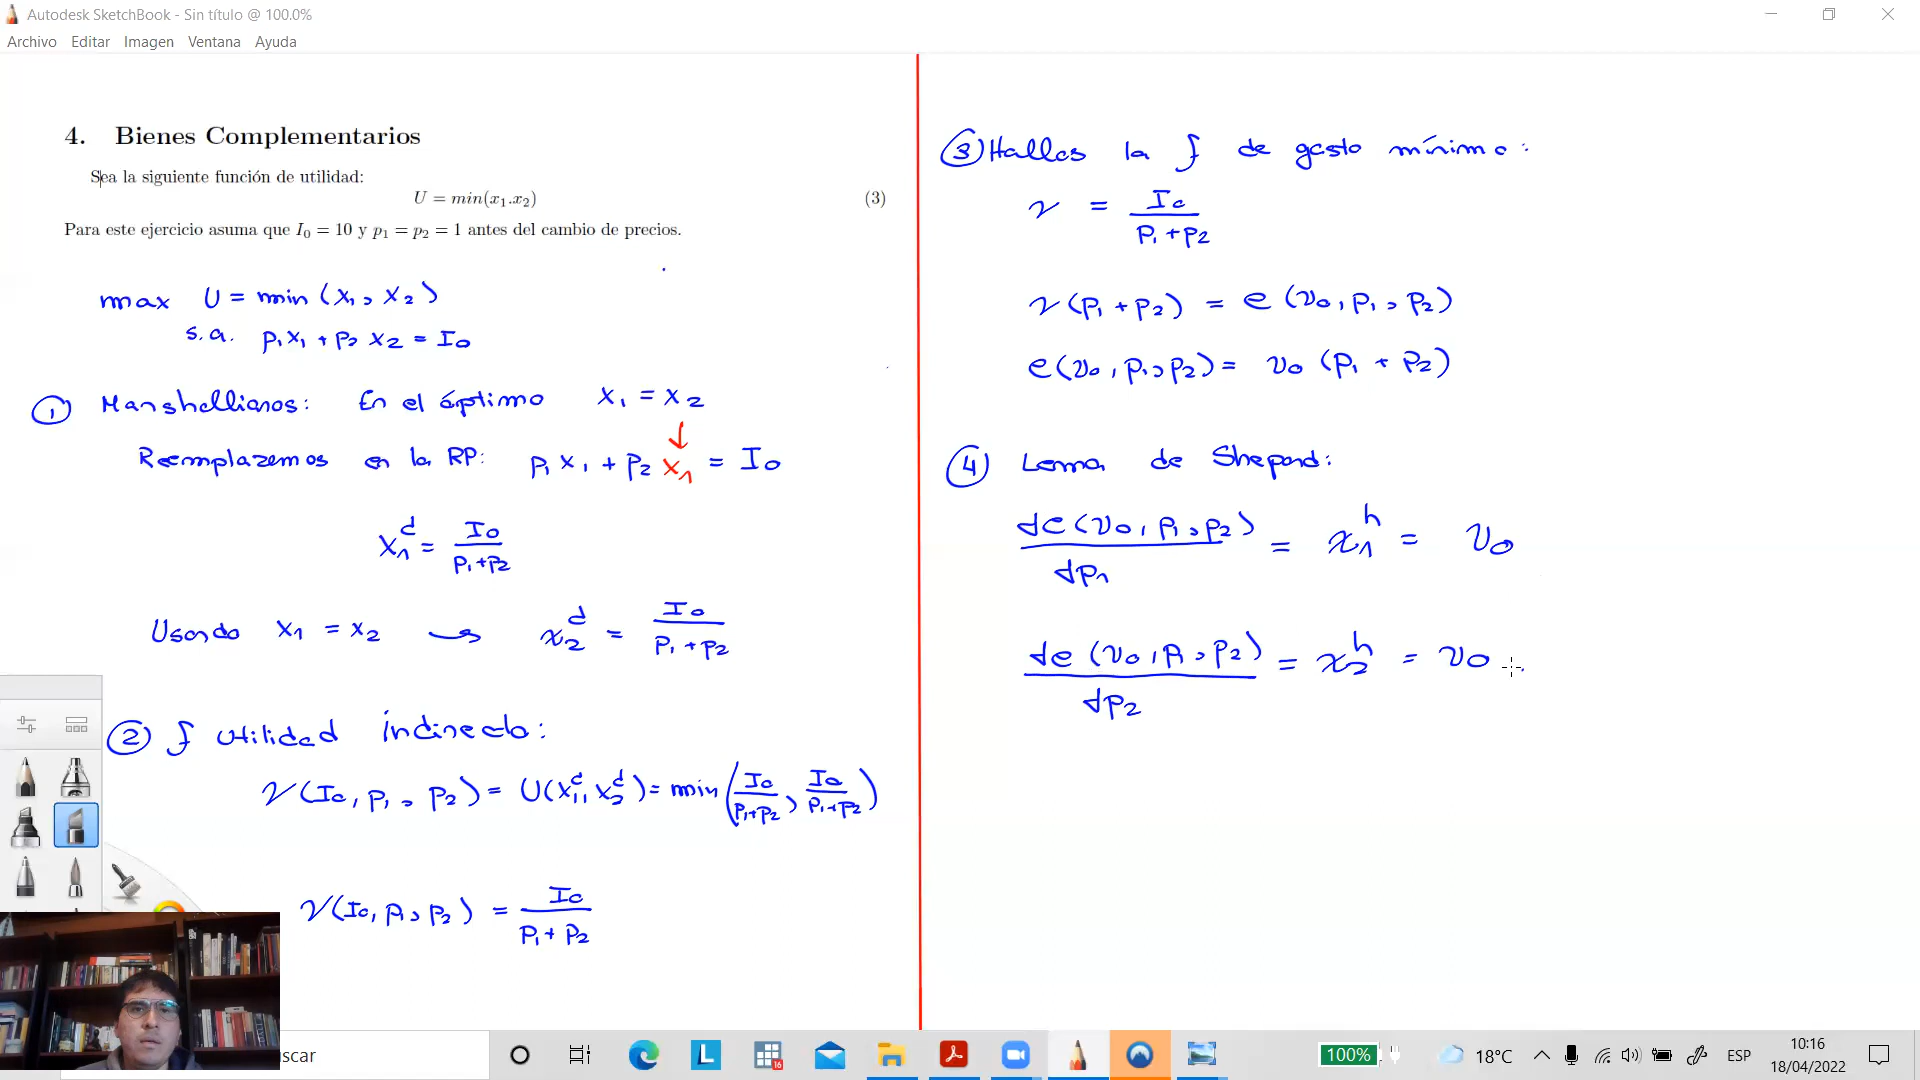 Autodesk SketchBook - Sin título @ 100.0%
Archivo Editar Imagen Ventana Ayuda
4. Bienes Complementarios
Sea la siguiente función de utilidad:
U = min(x₁.x₂) (3)
Para este ejercicio asuma que I₀ = 10 y p₁ = p₂ = 1 antes del cambio de precios.
max U = min (x₁, x₂)
s.a. p₁x₁ + p₂ x₂ = I₀
① Marshallianas: En el óptimo x₁ = x₂
↓
Reemplazamos en la RP: p₁ x₁ + p₂ x₁ = I₀
x₁ᵈ = I₀ / (p₁+p₂)
Usando x₁ = x₂ → x₂ᵈ = I₀ / (p₁+p₂)
② f utilidad indirecta:
v(I₀, p₁, p₂) = U(x₁ᵈ, x₂ᵈ) = min (I₀ / (p₁+p₂), I₀ / (p₁+p₂))
v(I₀, p₁, p₂) = I₀ / (p₁ + p₂)
③ Hallas la f de gasto mínimo:
v = I₀ / (p₁ + p₂)
v(p₁ + p₂) = e (v₀, p₁, p₂)
e(v₀, p₁, p₂) = v₀ (p₁ + p₂)
④ Lema de Shepard:
de(v₀, p₁, p₂) / dp₁ = x₁ʰ = v₀
de (v₀, p₁, p₂) / dp₂ = x₂ʰ = v₀
scar
L
16
100%
18°C
ESP
10:16
18/04/2022